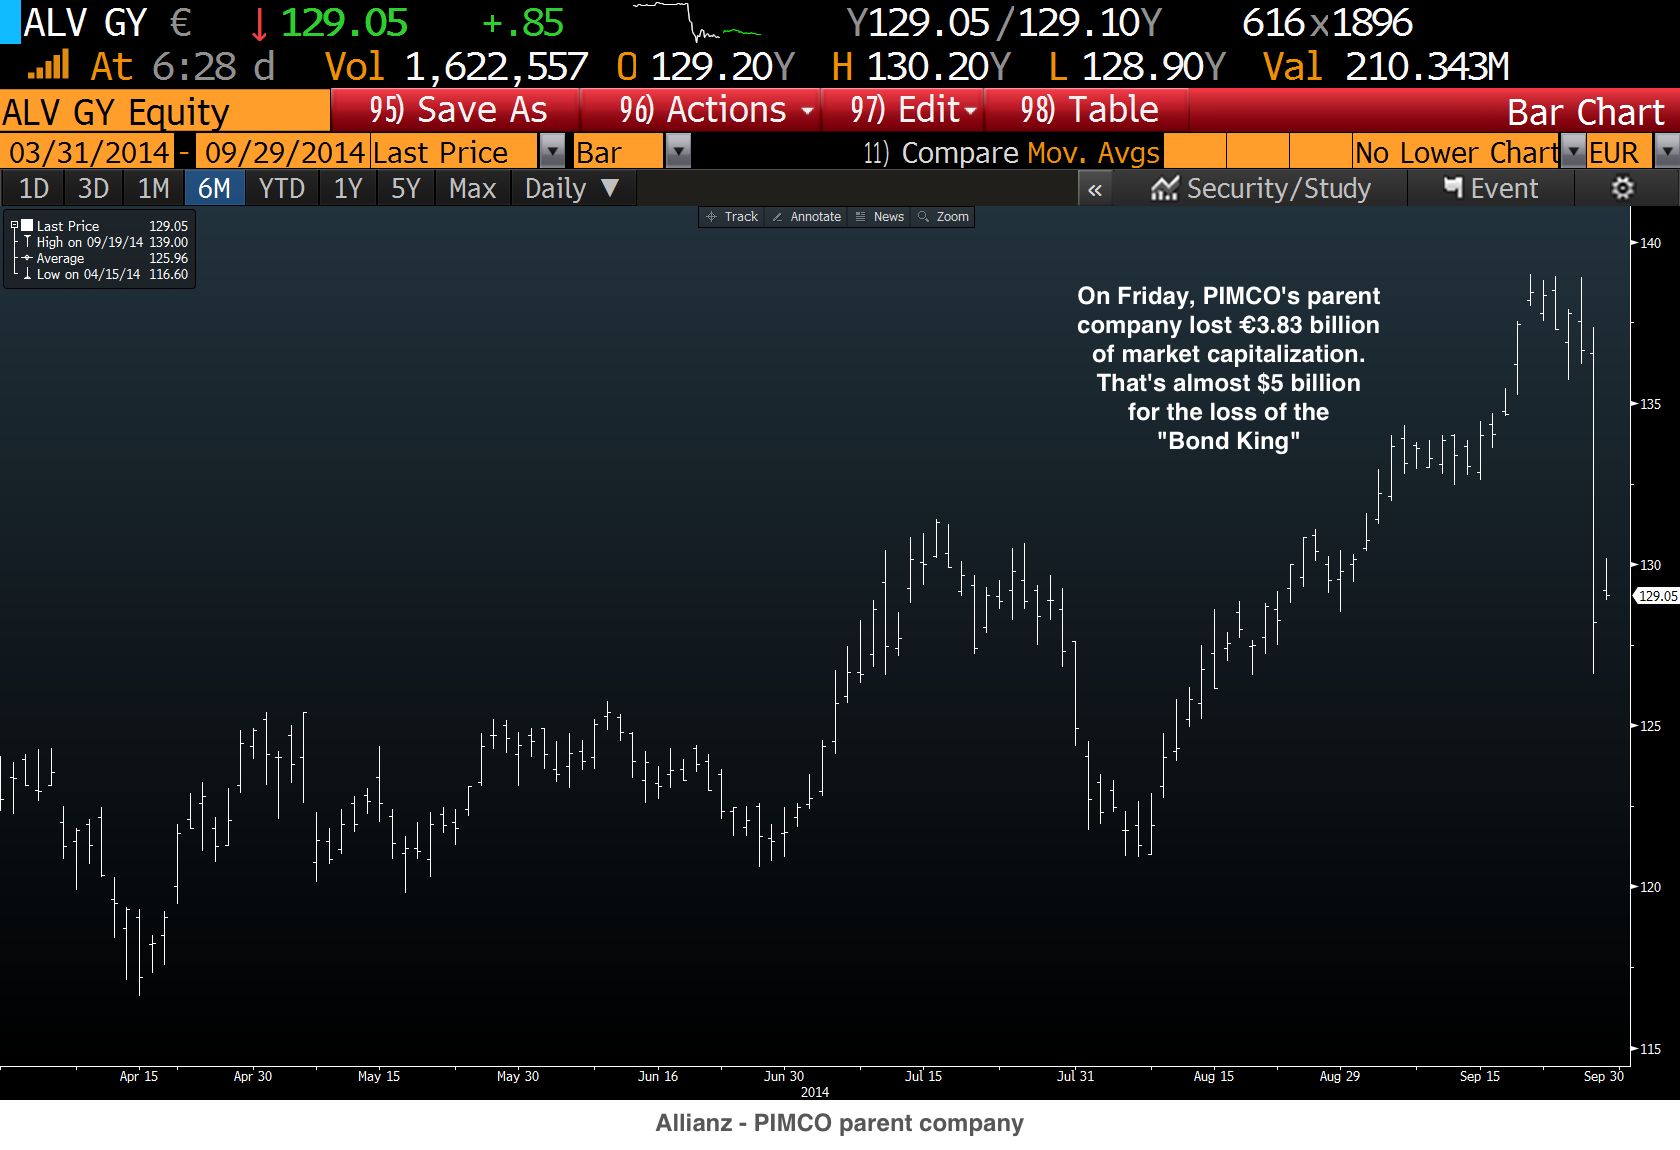 ALV GY € ↓ 129.05 +.85 Y129.05/129.10Y 616x1896
At 6:28 d Vol 1,622,557 O 129.20Y H 130.20Y L 128.90Y Val 210.343M
ALV GY Equity 95) Save As 96) Actions 97) Edit 98) Table Bar Chart
03/31/2014 - 09/29/2014 Last Price Bar 11) Compare Mov. Avgs No Lower Chart EUR
1D 3D 1M 6M YTD 1Y 5Y Max Daily ▼ « Security/Study Event
Track Annotate News Zoom
Last Price 129.05
High on 09/19/14 139.00
Average 125.96
Low on 04/15/14 116.60
On Friday, PIMCO's parent
company lost €3.83 billion
of market capitalization.
That's almost $5 billion
for the loss of the
"Bond King"
140
135
130
129.05
125
120
115
Apr 15 Apr 30 May 15 May 30 Jun 16 Jun 30 Jul 15 Jul 31 Aug 15 Aug 29 Sep 15 Sep 30
2014
Allianz - PIMCO parent company